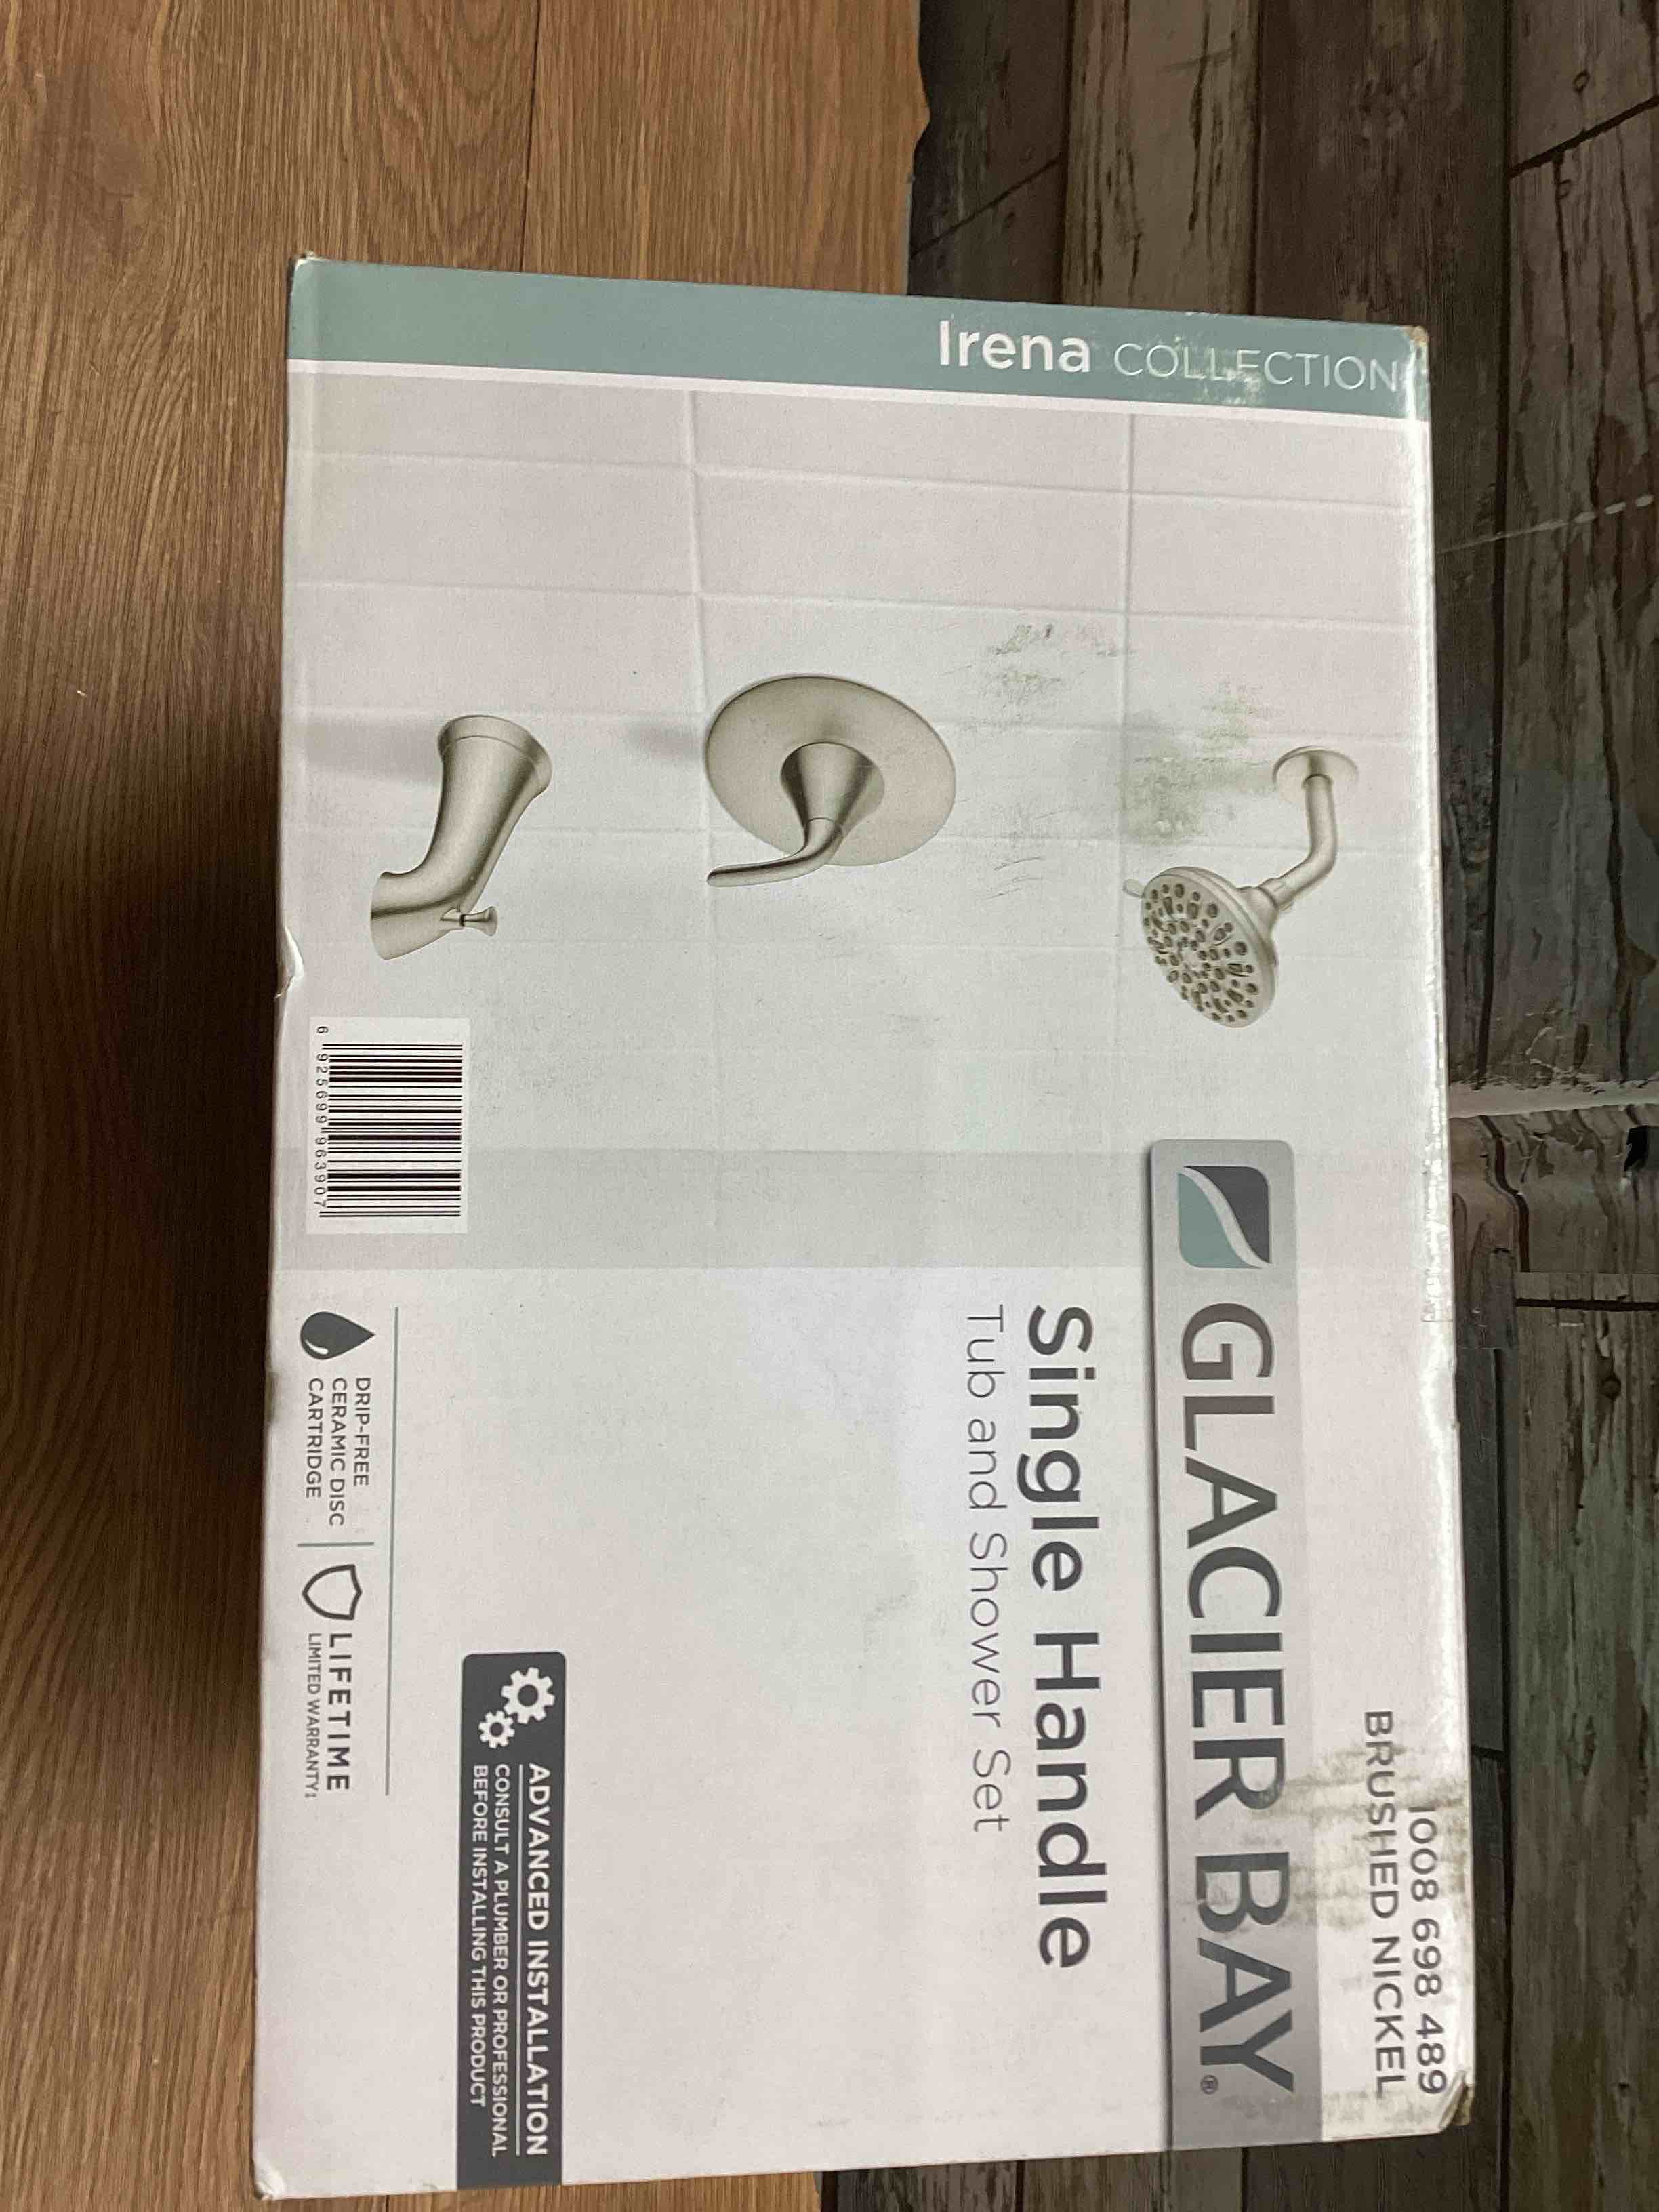 Irena COLLECTION
1008 698 489
BRUSHED NICKEL
GLACIER BAY®
Single Handle
Tub and Shower Set
ADVANCED INSTALLATION
CONSULT A PLUMBER OR PROFESSIONAL
BEFORE INSTALLING THIS PRODUCT
6 925699 963907
DRIP-FREE
CERAMIC DISC
CARTRIDGE
LIFETIME
LIMITED WARRANTY‡